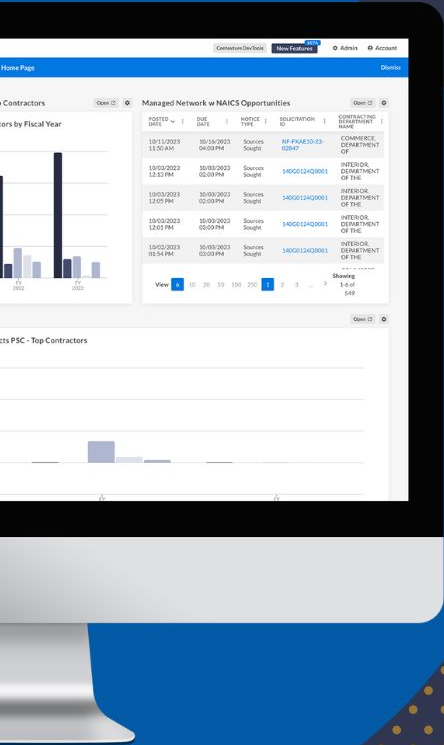 Contexture DevTools
BETA
New Features
Admin
Account
Home Page
Dismiss
Contractors
Open
Managed Network w NAICS Opportunities
Open
ors by Fiscal Year
POSTED DATE
DUE DATE
NOTICE TYPE
SOLICITATION ID
CONTRACTING DEPARTMENT NAME
10/11/2023 11:50 AM
10/16/2023 04:00 PM
Sources Sought
COMMERCE, DEPARTMENT OF
10/03/2023 12:13 PM
10/03/2023 02:00 PM
Sources Sought
140G0124Q0001
INTERIOR, DEPARTMENT OF THE
10/03/2023 12:05 PM
10/03/2023 02:00 PM
Sources Sought
140G0124Q0001
INTERIOR, DEPARTMENT OF THE
10/03/2023 12:01 PM
10/03/2023 03:00 PM
Sources Sought
140G0124Q0001
INTERIOR, DEPARTMENT OF THE
10/02/2023 01:54 PM
10/03/2023 03:00 PM
Sources Sought
140G0124Q0001
INTERIOR, DEPARTMENT OF THE
View 6 10 20 50 100 250 1 2 3 ...
Showing
1-6 of
549
FY 2022
FY 2023
Open
cts PSC - Top Contractors
FY
FY